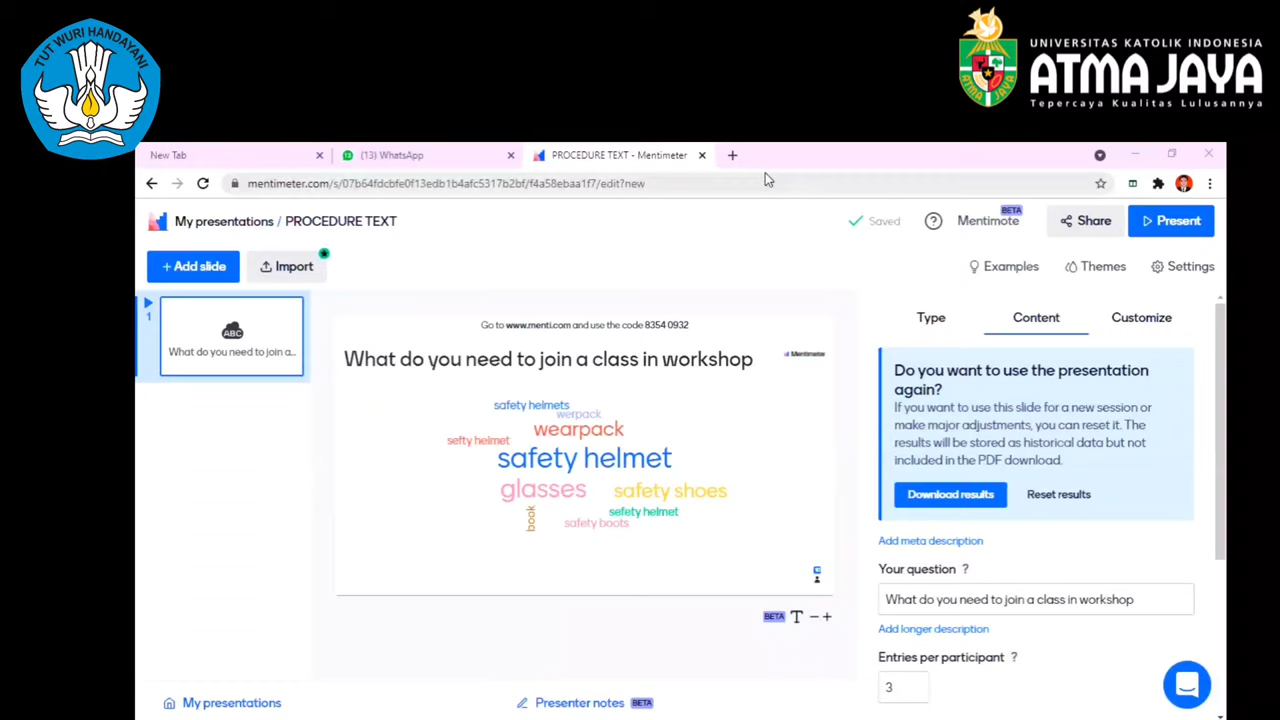 TUT WURI HANDAYANI
UNIVERSITAS KATOLIK INDONESIA
ATMA JAYA
Tepercaya Kualitas Lulusannya
New Tab
(13) WhatsApp
PROCEDURE TEXT - Mentimeter
mentimeter.com/s/07b64fdcbfe0f13edb1b4afc5317b2bf/f4a58ebaa1f7/edit?new
My presentations / PROCEDURE TEXT
Saved
Mentimote
BETA
Share
Present
+ Add slide
Import
Examples
Themes
Settings
1
ABC
What do you need to join a...
Go to www.menti.com and use the code 8354 0932
What do you need to join a class in workshop
Mentimeter
safety helmets
werpack
wearpack
sefty helmet
safety helmet
glasses
safety shoes
book
sefety helmet
safety boots
BETA T − +
Type
Content
Customize
Do you want to use the presentation
again?
If you want to use this slide for a new session or
make major adjustments, you can reset it. The
results will be stored as historical data but not
included in the PDF download.
Download results
Reset results
Add meta description
Your question ?
What do you need to join a class in workshop
Add longer description
Entries per participant ?
3
My presentations
Presenter notes BETA